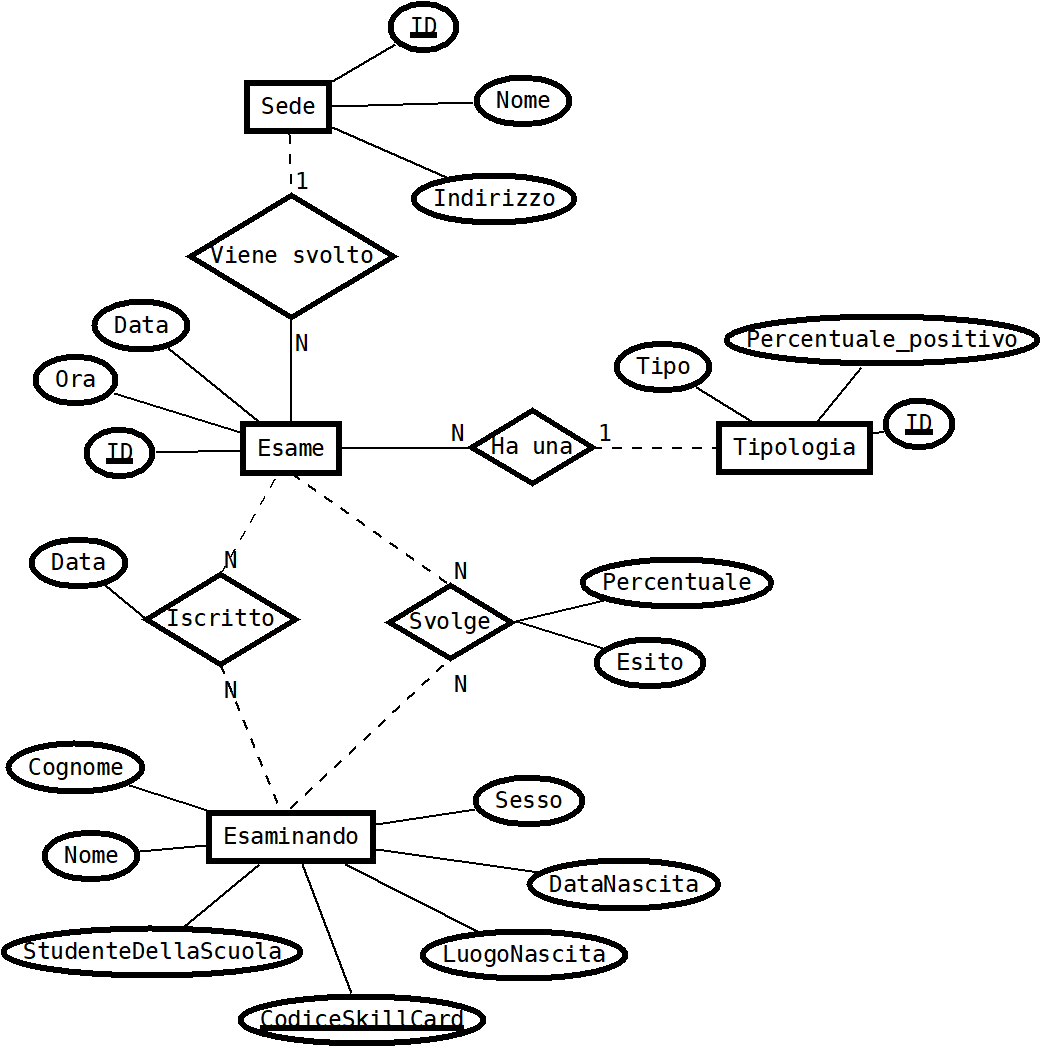 ID
Nome
Sede
Indirizzo
1
Viene svolto
N
Data
Ora
ID
Esame
N
Ha una
1
Tipo
Percentuale_positivo
ID
Tipologia
N
N
Data
Iscritto
Svolge
Percentuale
Esito
N
N
Cognome
Nome
Esaminando
Sesso
DataNascita
StudenteDellaScuola
LuogoNascita
CodiceSkillCard